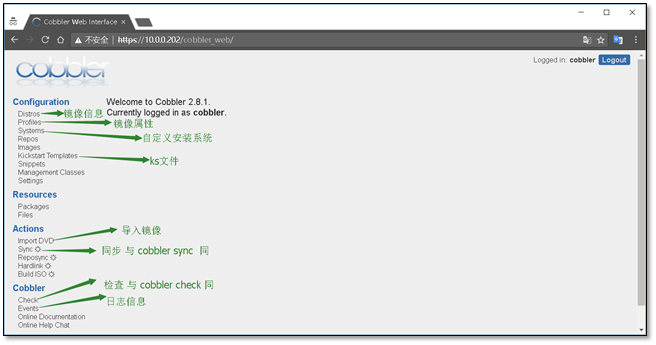 Cobbler Web Interface
不安全 | https://10.0.0.202/cobbler_web/
Logged in: cobbler Logout
cobbler
Configuration
Welcome to Cobbler 2.8.1.
Currently logged in as cobbler.
Distros 镜像信息
Profiles 镜像属性
Systems 自定义安装系统
Repos
Images
Kickstart Templates ks文件
Snippets
Management Classes
Settings
Resources
Packages
Files
Actions
Import DVD 导入镜像
Sync 同步 与 cobbler sync 同
Reposync
Hardlink
Build ISO
Cobbler
Check 检查 与 cobbler check 同
Events 日志信息
Online Documentation
Online Help Chat